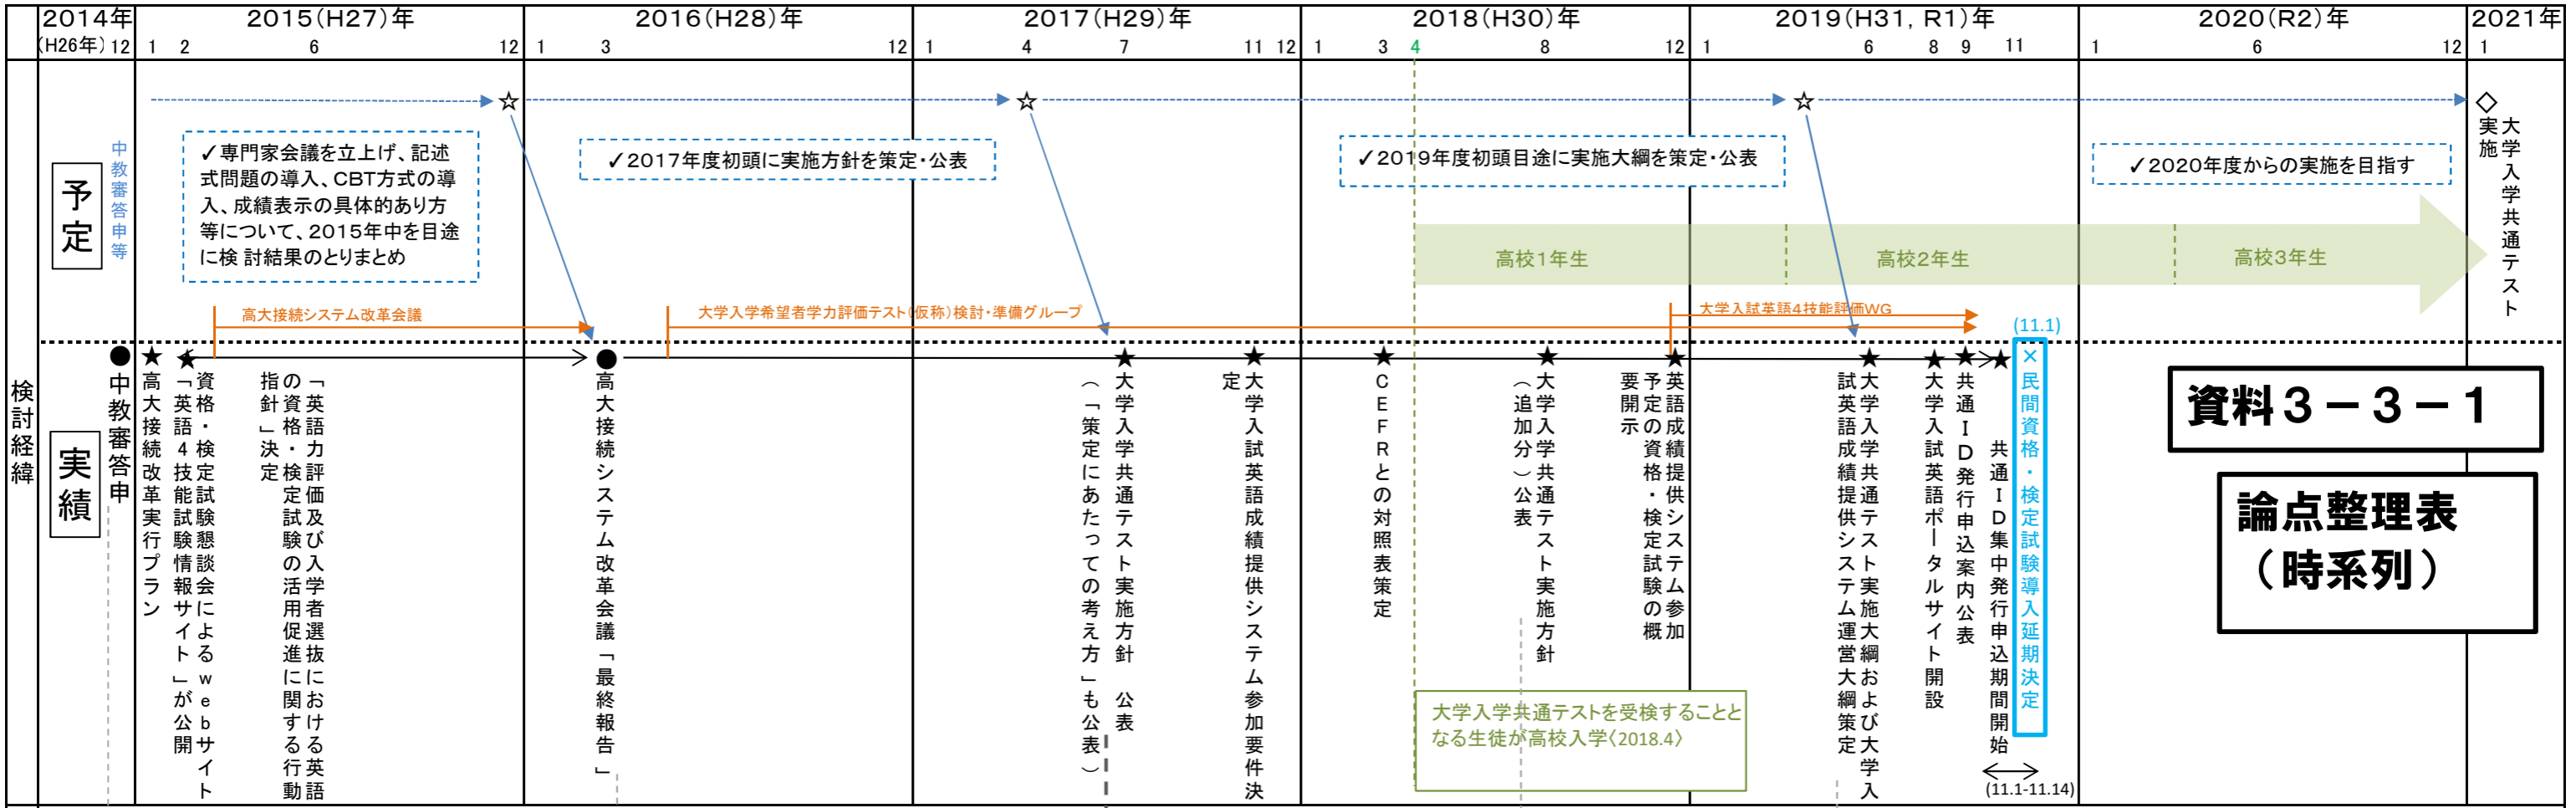 2014年
(H26年)
12
2015(H27)年
1 2 6 12
2016(H28)年
1 3 12
2017(H29)年
1 4 7 11 12
2018(H30)年
1 3 4 8 12
2019(H31, R1)年
1 6 8 9 11
2020(R2)年
1 6 12
2021年
1
検討経緯
予定
中教審答申等
✓専門家会議を立上げ、記述
式問題の導入、CBT方式の導
入、成績表示の具体的あり方
等について、2015年中を目途
に検 討結果のとりまとめ
☆
✓2017年度初頭に実施方針を策定・公表
☆
✓2019年度初頭目途に実施大綱を策定・公表
☆
✓2020年度からの実施を目指す
◇
大学入学共通テスト
実施
高校1年生
高校2年生
高校3年生
高大接続システム改革会議
大学入学希望者学力評価テスト(仮称)検討・準備グループ
大学入試英語4技能評価WG
実績
●中教審答申
★高大接続改革実行プラン
★
資格・検定試験懇談会によるwebサイト
「英語4技能試験情報サイト」が公開
「英語力評価及び入学者選抜における英語
の資格・検定試験の活用促進に関する行動
指針」決定
●高大接続システム改革会議「最終報告」
★大学入学共通テスト実施方針 公表
(「策定にあたっての考え方」も公表)
★大学入試英語成績提供システム参加要件決
定
★CEFRとの対照表策定
★大学入学共通テスト実施方針
(追加分)公表
★英語成績提供システム参加
予定の資格・検定試験の概
要開示
大学入学共通テストを受検することと
なる生徒が高校入学〈2018.4〉
★大学入学共通テスト実施大綱および大学入
試英語成績提供システム運営大綱策定
★大学入試英語ポータルサイト開設
★共通ID発行申込案内公表
★共通ID集中発行申込期間開始
(11.1-11.14)
(11.1)
×民間資格・検定試験導入延期決定
資料3-3-1
論点整理表
(時系列)